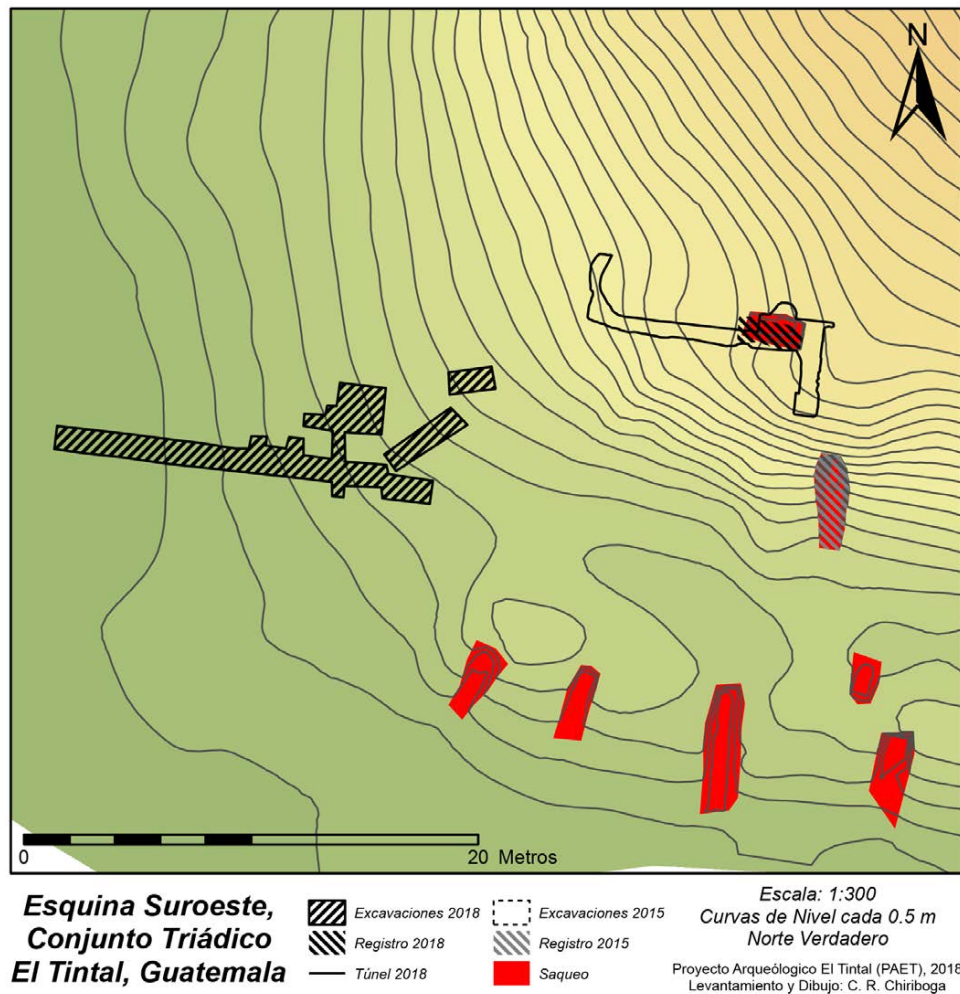 N
0 20 Metros
Esquina Suroeste,
Conjunto Triádico
El Tintal, Guatemala
Excavaciones 2018
Registro 2018
Túnel 2018
Excavaciones 2015
Registro 2015
Saqueo
Escala: 1:300
Curvas de Nivel cada 0.5 m
Norte Verdadero
Proyecto Arqueólogico El Tintal (PAET), 2018
Levantamiento y Dibujo: C. R. Chiriboga